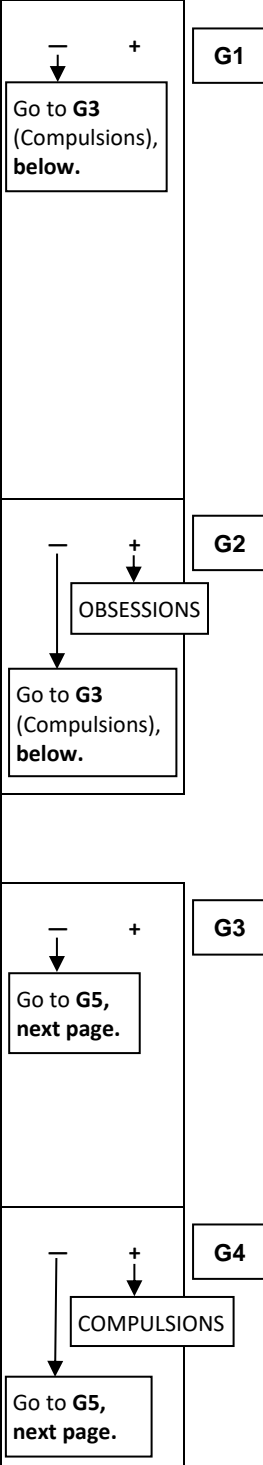 — +
G1
Go to G3
(Compulsions),
below.
— +
G2
OBSESSIONS
Go to G3
(Compulsions),
below.
— +
G3
Go to G5,
next page.
— +
G4
COMPULSIONS
Go to G5,
next page.